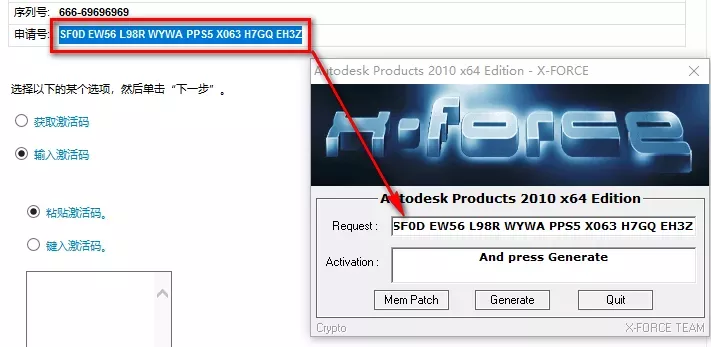 序列号: 666-69696969
申请号: SF0D EW56 L98R WYWA PPS5 X063 H7GQ EH3Z
选择以下的某个选项，然后单击“下一步”。
获取激活码
输入激活码
粘贴激活码。
键入激活码。
Autodesk Products 2010 x64 Edition - X-FORCE
x-force
Autodesk Products 2010 x64 Edition
Request : SF0D EW56 L98R WYWA PPS5 X063 H7GQ EH3Z
Activation : And press Generate
Mem Patch Generate Quit
Crypto X-FORCE TEAM